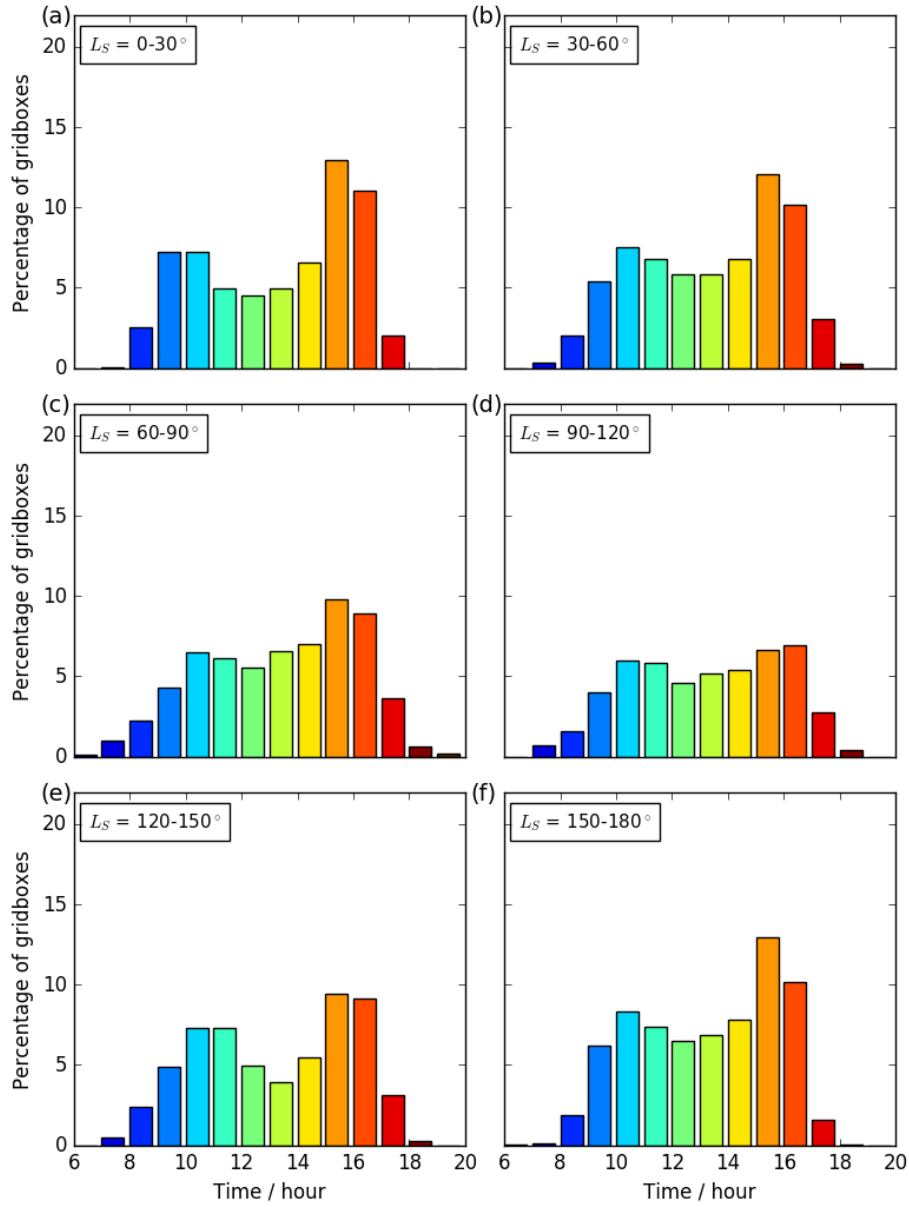 (a)
L_S = 0-30°
(b)
L_S = 30-60°
20
15
10
5
0
Percentage of gridboxes
(c)
L_S = 60-90°
(d)
L_S = 90-120°
20
15
10
5
0
Percentage of gridboxes
(e)
L_S = 120-150°
(f)
L_S = 150-180°
20
15
10
5
0
Percentage of gridboxes
6 8 10 12 14 16 18 20
6 8 10 12 14 16 18 20
Time / hour
Time / hour